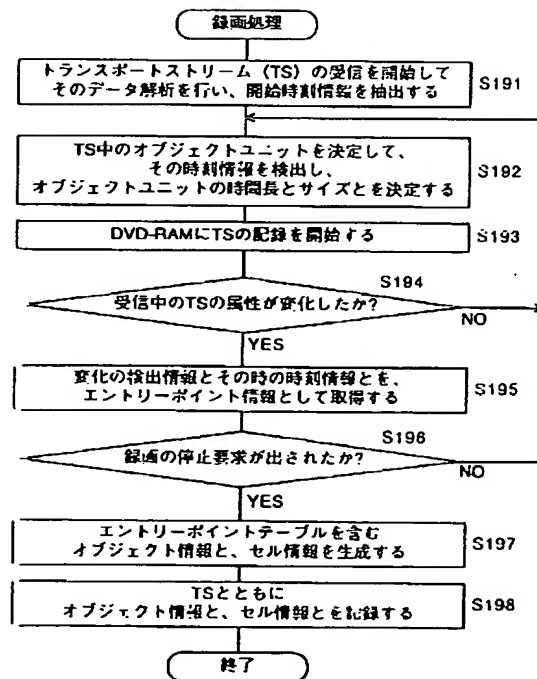 録画処理
トランスポートストリーム（TS）の受信を開始して
そのデータ解析を行い、開始時刻情報を抽出する
S191
TS中のオブジェクトユニットを決定して、
その時刻情報を検出し、
オブジェクトユニットの時間長とサイズとを決定する
S192
DVD-RAMにTSの記録を開始する
S193
S194
受信中のTSの属性が変化したか?
NO
YES
変化の検出情報とその時の時刻情報とを、
エントリーポイント情報として取得する
S195
S196
録画の停止要求が出されたか?
NO
YES
エントリーポイントテーブルを含む
オブジェクト情報と、セル情報を生成する
S197
TSとともに
オブジェクト情報と、セル情報とを記録する
S198
終了